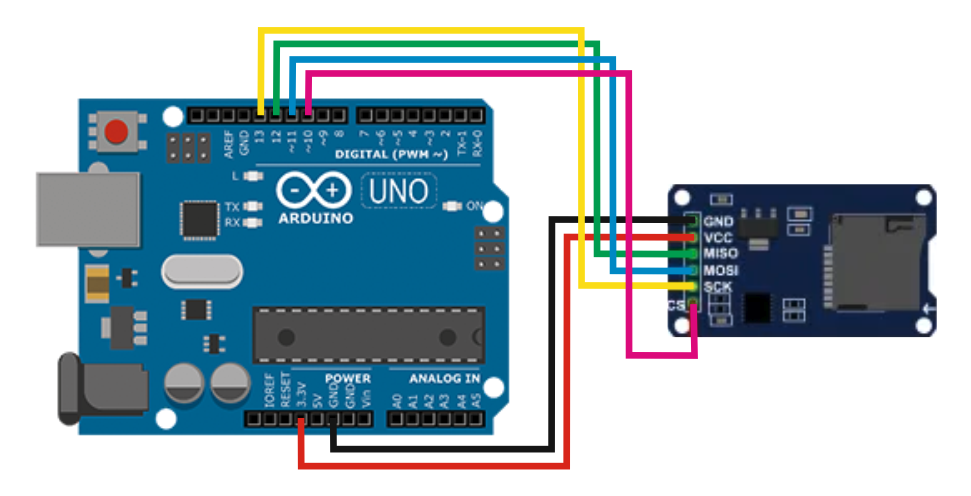 AREF
GND
13
12
~11
~10
~9
8
7
~6
~5
4
~3
2
TX-1
RX-0
DIGITAL (PWM ~)
L
TX
RX
ARDUINO
UNO
ON
GND
VCC
MISO
MOSI
SCK
CS
POWER
ANALOG IN
IOREF
RESET
3.3V
5V
GND
GND
Vin
A0
A1
A2
A3
A4
A5